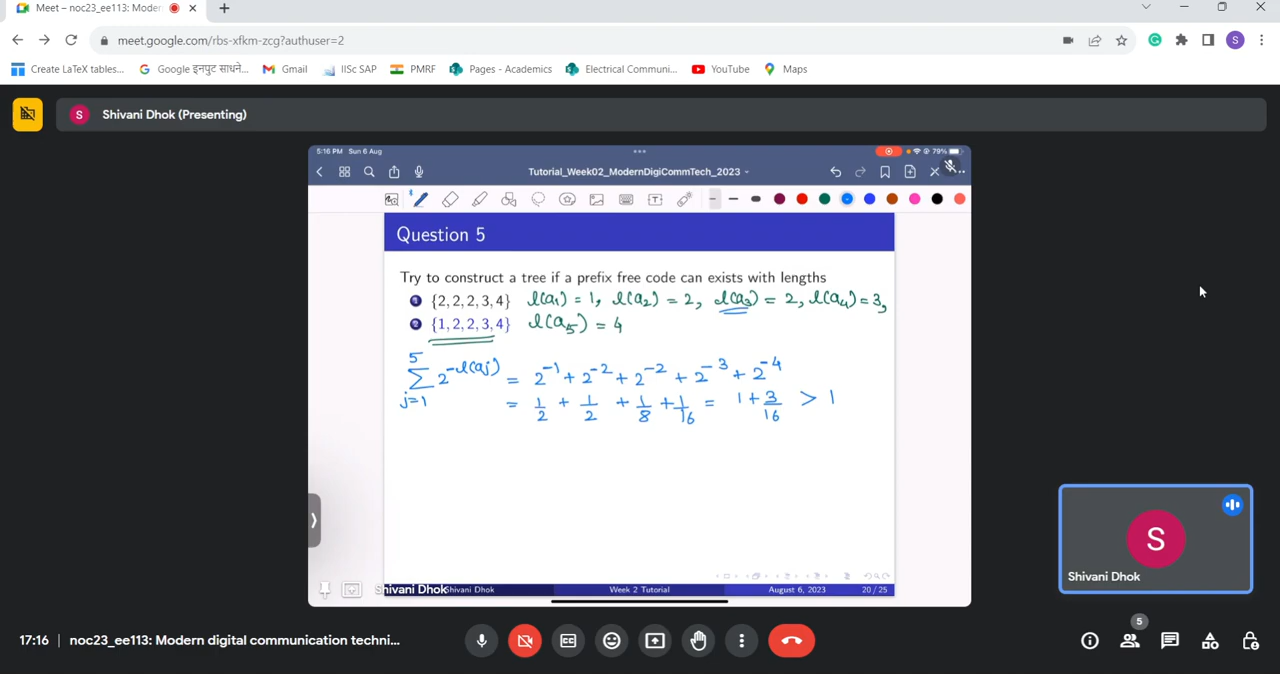 Meet – noc23_ee113: Moder
meet.google.com/rbs-xfkm-zcg?authuser=2
S
Create LaTeX tables... Google इनपुट साधने... Gmail IISc SAP PMRF Pages - Academics Electrical Communi... YouTube Maps
S Shivani Dhok (Presenting)
5:16 PM Sun 6 Aug 79%
Tutorial_Week02_ModernDigiCommTech_2023
Question 5
Try to construct a tree if a prefix free code can exists with lengths
1 {2, 2, 2, 3, 4} l(a1) = 1, l(a2) = 2, l(a3) = 2, l(a4) = 3,
2 {1, 2, 2, 3, 4} l(a5) = 4
5
∑ 2^-l(aj) = 2^-1 + 2^-2 + 2^-2 + 2^-3 + 2^-4
j=1
= 1/2 + 1/2 + 1/8 + 1/16 = 1 + 3/16 > 1
S
Shivani Dhok
Shivani Dhok Shivani Dhok Week 2 Tutorial August 6, 2023 20 / 25
17:16 | noc23_ee113: Modern digital communication techni...
CC
5